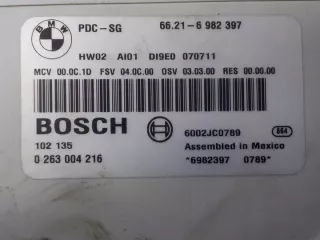 BMW
PDC-SG 66.21-6 982 397
HW02 AI01 DI9E0 070711
MCV 00.0C.1D FSV 04.0C.00 OSV 03.03.00 RES 00.00.00
BOSCH
60D2JC0789 664
102 135 Assembled in Mexico
0 263 004 216 *6982397 0789*